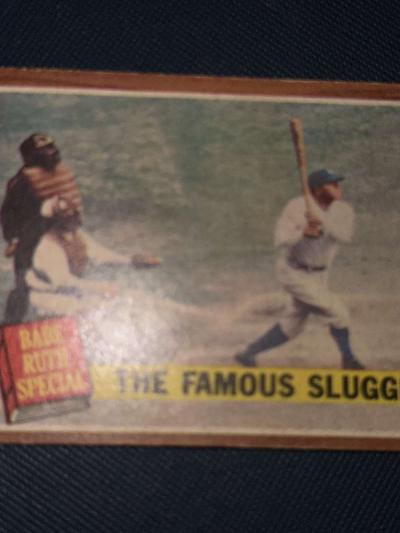 BABE
RUTH
SPECIAL
THE FAMOUS SLUGG